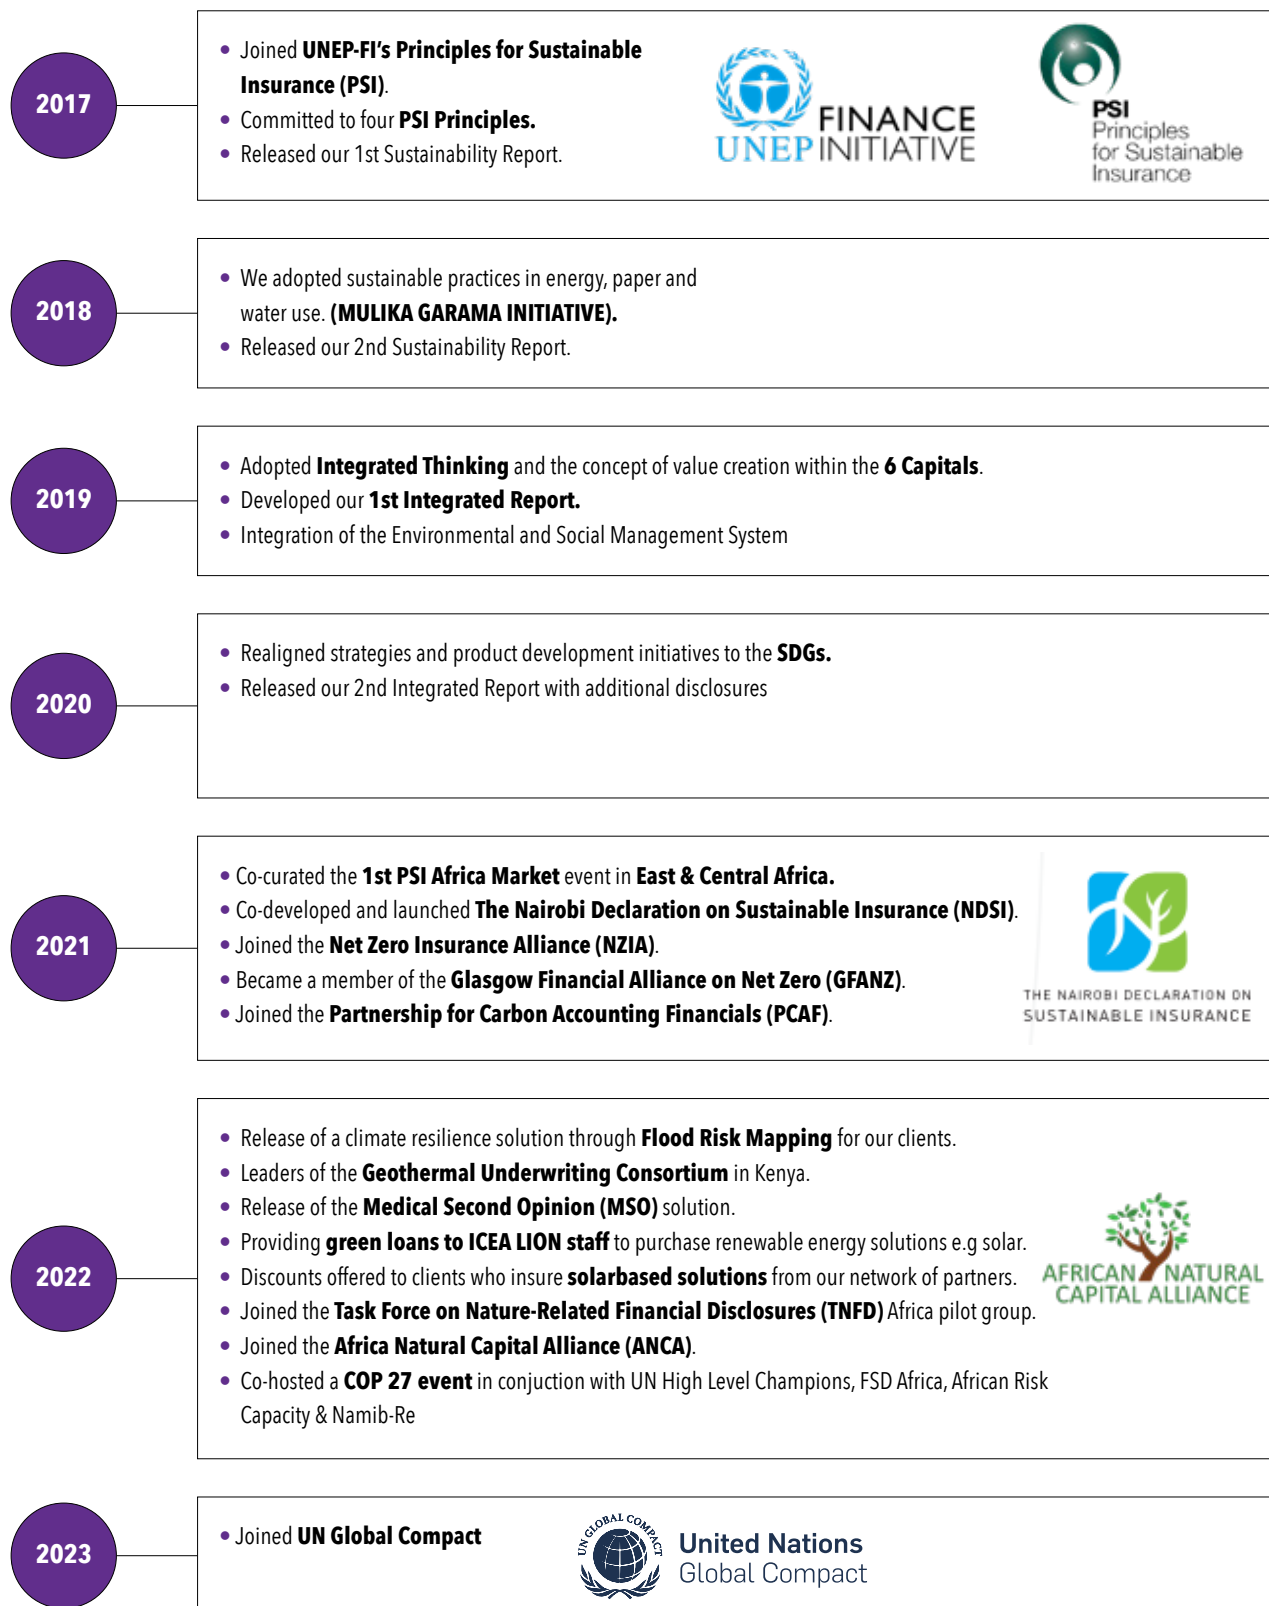 2017
• Joined UNEP-FI's Principles for Sustainable
Insurance (PSI).
• Committed to four PSI Principles.
• Released our 1st Sustainability Report.
UNEP
FINANCE
INITIATIVE
PSI
Principles
for Sustainable
Insurance
2018
• We adopted sustainable practices in energy, paper and
water use. (MULIKA GARAMA INITIATIVE).
• Released our 2nd Sustainability Report.
2019
• Adopted Integrated Thinking and the concept of value creation within the 6 Capitals.
• Developed our 1st Integrated Report.
• Integration of the Environmental and Social Management System
2020
• Realigned strategies and product development initiatives to the SDGs.
• Released our 2nd Integrated Report with additional disclosures
2021
• Co-curated the 1st PSI Africa Market event in East & Central Africa.
• Co-developed and launched The Nairobi Declaration on Sustainable Insurance (NDSI).
• Joined the Net Zero Insurance Alliance (NZIA).
• Became a member of the Glasgow Financial Alliance on Net Zero (GFANZ).
• Joined the Partnership for Carbon Accounting Financials (PCAF).
THE NAIROBI DECLARATION ON
SUSTAINABLE INSURANCE
2022
• Release of a climate resilience solution through Flood Risk Mapping for our clients.
• Leaders of the Geothermal Underwriting Consortium in Kenya.
• Release of the Medical Second Opinion (MSO) solution.
• Providing green loans to ICEA LION staff to purchase renewable energy solutions e.g solar.
• Discounts offered to clients who insure solarbased solutions from our network of partners.
• Joined the Task Force on Nature-Related Financial Disclosures (TNFD) Africa pilot group.
• Joined the Africa Natural Capital Alliance (ANCA).
• Co-hosted a COP 27 event in conjuction with UN High Level Champions, FSD Africa, African Risk
Capacity & Namib-Re
AFRICAN NATURAL
CAPITAL ALLIANCE
2023
• Joined UN Global Compact
UN GLOBAL COMPACT
United Nations
Global Compact